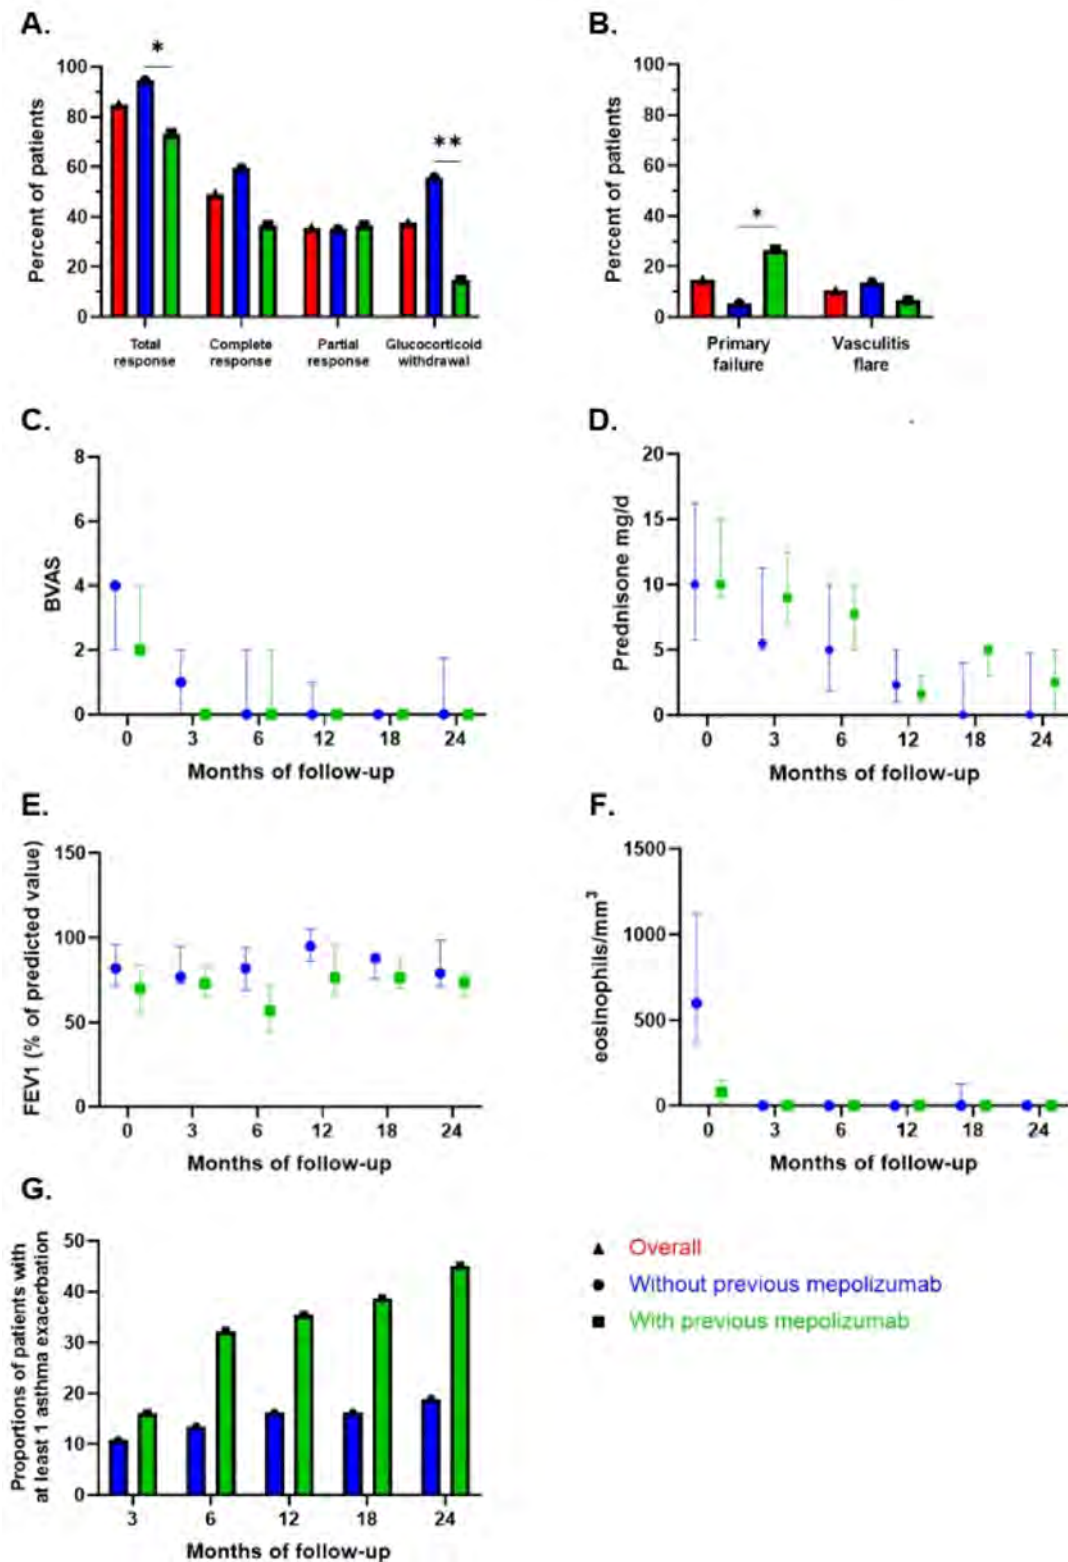 A.
*
**
Percent of patients
100
80
60
40
20
0
Total
response
Complete
response
Partial
response
Glucocorticoid
withdrawal
B.
*
Percent of patients
100
80
60
40
20
0
Primary
failure
Vasculitis
flare
C.
BVAS
8
6
4
2
0
0 3 6 12 18 24
Months of follow-up
D.
Prednisone mg/d
20
15
10
5
0
0 3 6 12 18 24
Months of follow-up
E.
FEV1 (% of predicted value)
150
100
50
0
0 3 6 12 18 24
Months of follow-up
F.
eosinophils/mm³
1500
1000
500
0
0 3 6 12 18 24
Months of follow-up
G.
Proportions of patients with
at least 1 asthma exacerbation
50
40
30
20
10
0
3 6 12 18 24
Months of follow-up
Overall
Without previous mepolizumab
With previous mepolizumab